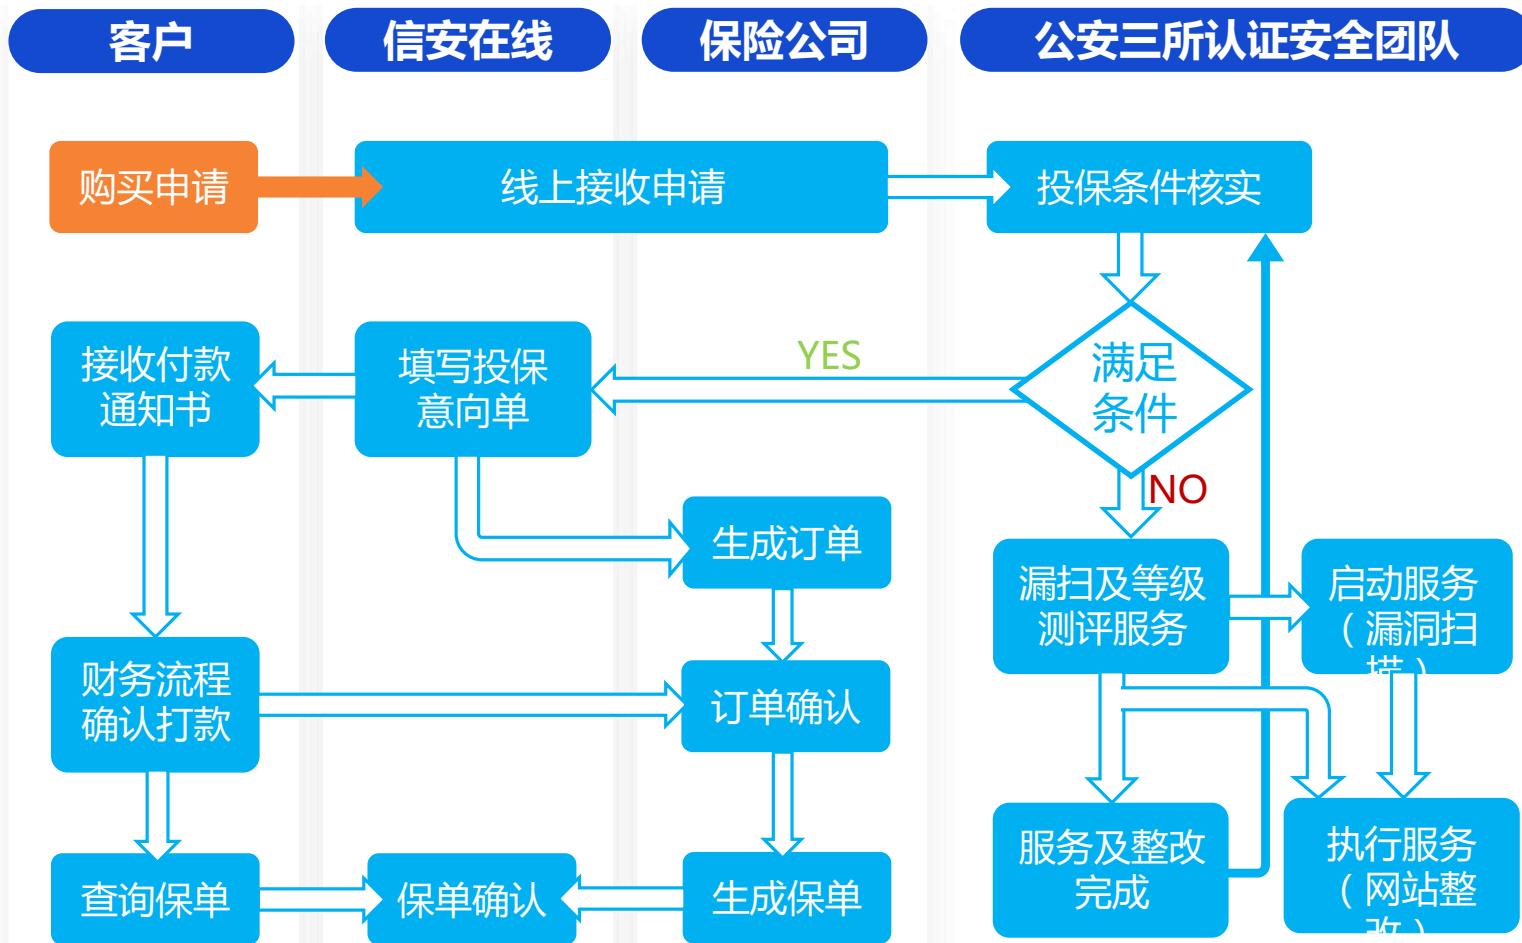 客户
信安在线
保险公司
公安三所认证安全团队
购买申请
线上接收申请
投保条件核实
接收付款
通知书
填写投保
意向单
YES
满足
条件
NO
生成订单
漏扫及等级
测评服务
启动服务
（漏洞扫
描）
财务流程
确认打款
订单确认
服务及整改
完成
执行服务
（网站整
改）
查询保单
保单确认
生成保单